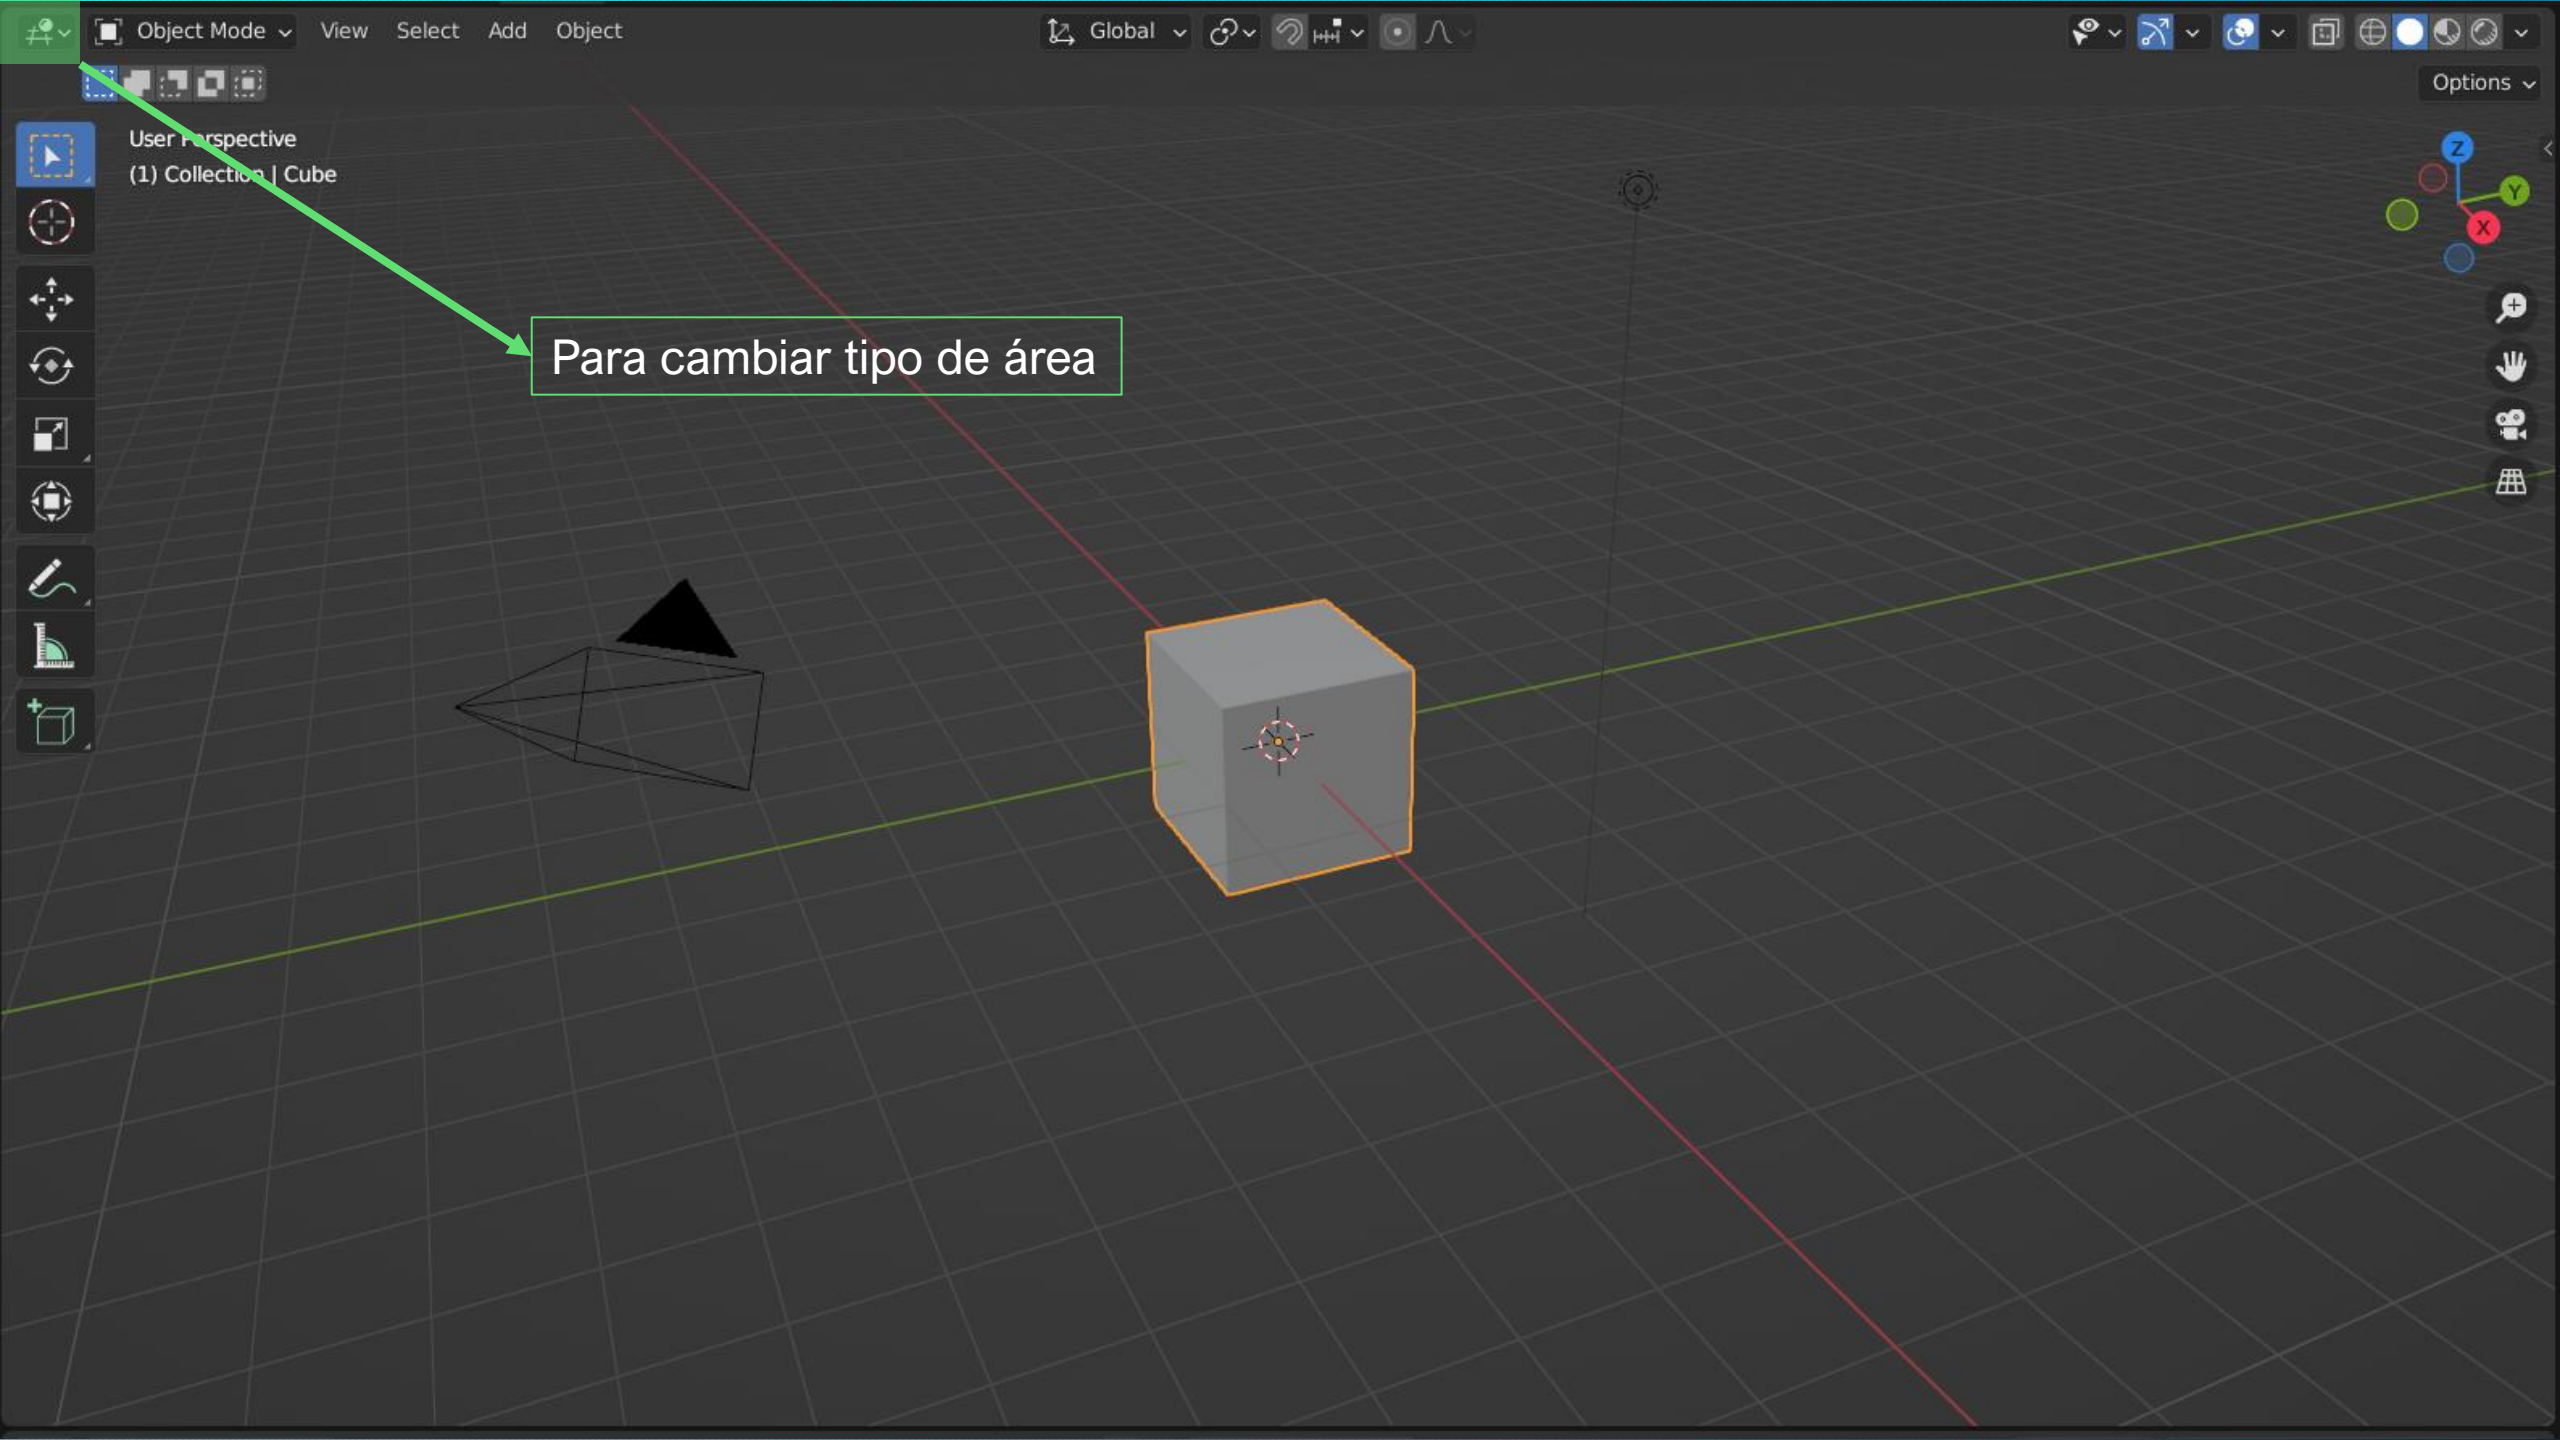 Object Mode View Select Add Object Global
Options
User Perspective
(1) Collection | Cube
Z
Y
X
Para cambiar tipo de área